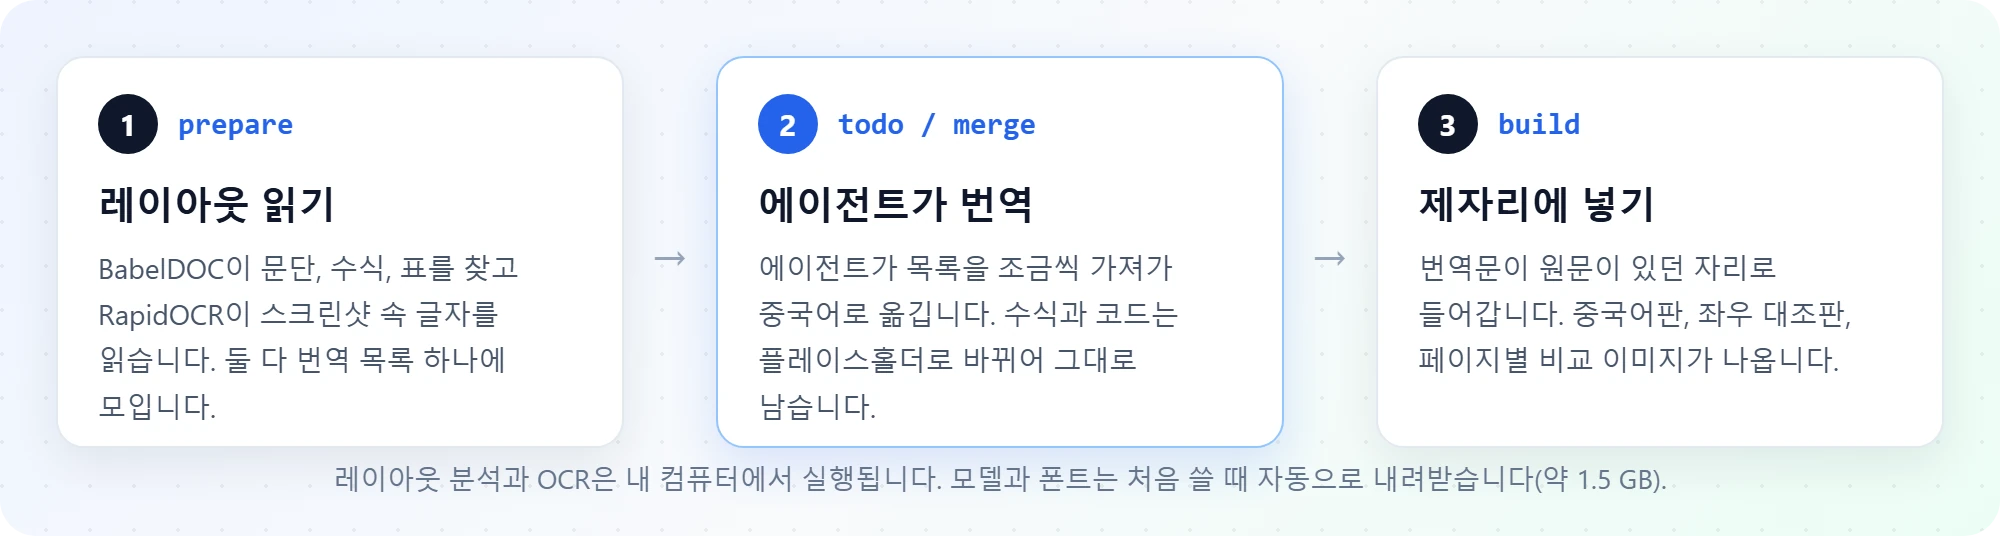 1 prepare
레이아웃 읽기
BabelDOC이 문단, 수식, 표를 찾고
RapidOCR이 스크린샷 속 글자를
읽습니다. 둘 다 번역 목록 하나에
모입니다.
→
2 todo / merge
에이전트가 번역
에이전트가 목록을 조금씩 가져가
중국어로 옮깁니다. 수식과 코드는
플레이스홀더로 바뀌어 그대로
남습니다.
→
3 build
제자리에 넣기
번역문이 원문이 있던 자리로
들어갑니다. 중국어판, 좌우 대조판,
페이지별 비교 이미지가 나옵니다.
레이아웃 분석과 OCR은 내 컴퓨터에서 실행됩니다. 모델과 폰트는 처음 쓸 때 자동으로 내려받습니다(약 1.5 GB).